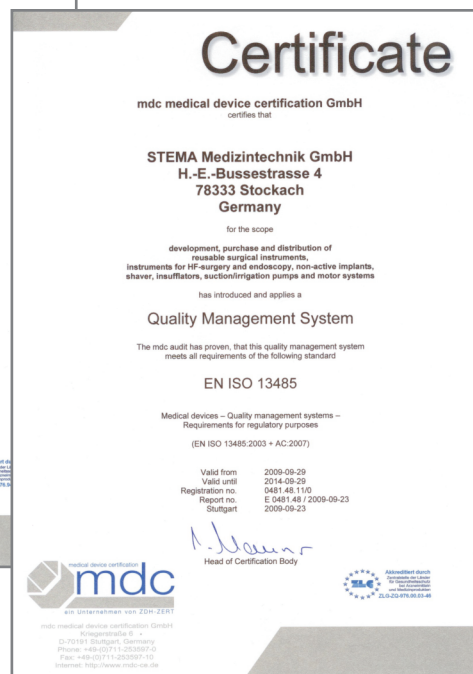 Certificate
mdc medical device certification GmbH
certifies that
STEMA Medizintechnik GmbH
H.-E.-Bussestrasse 4
78333 Stockach
Germany
for the scope
development, purchase and distribution of
reusable surgical instruments,
instruments for HF-surgery and endoscopy, non-active implants,
shaver, insufflators, suction/irrigation pumps and motor systems
has introduced and applies a
Quality Management System
The mdc audit has proven, that this quality management system
meets all requirements of the following standard
EN ISO 13485
Medical devices – Quality management systems –
Requirements for regulatory purposes
(EN ISO 13485:2003 + AC:2007)
Valid from 2009-09-29
Valid until 2014-09-29
Registration no. 0481.48.11/0
Report no. E 0481.48 / 2009-09-23
Stuttgart 2009-09-23
Head of Certification Body
medical device certification
mdc
ein Unternehmen von ZDH-ZERT
mdc medical device certification GmbH
Kriegerstraße 6
D-70191 Stuttgart, Germany
Phone: +49-(0)711-253597-0
Fax: +49-(0)711-253597-10
Internet: http://www.mdc-ce.de
ZLG
Akkreditiert durch
Zentralstelle der Länder
für Gesundheitsschutz
bei Arzneimitteln
und Medizinprodukten
ZLG-ZQ-975.00.03-46